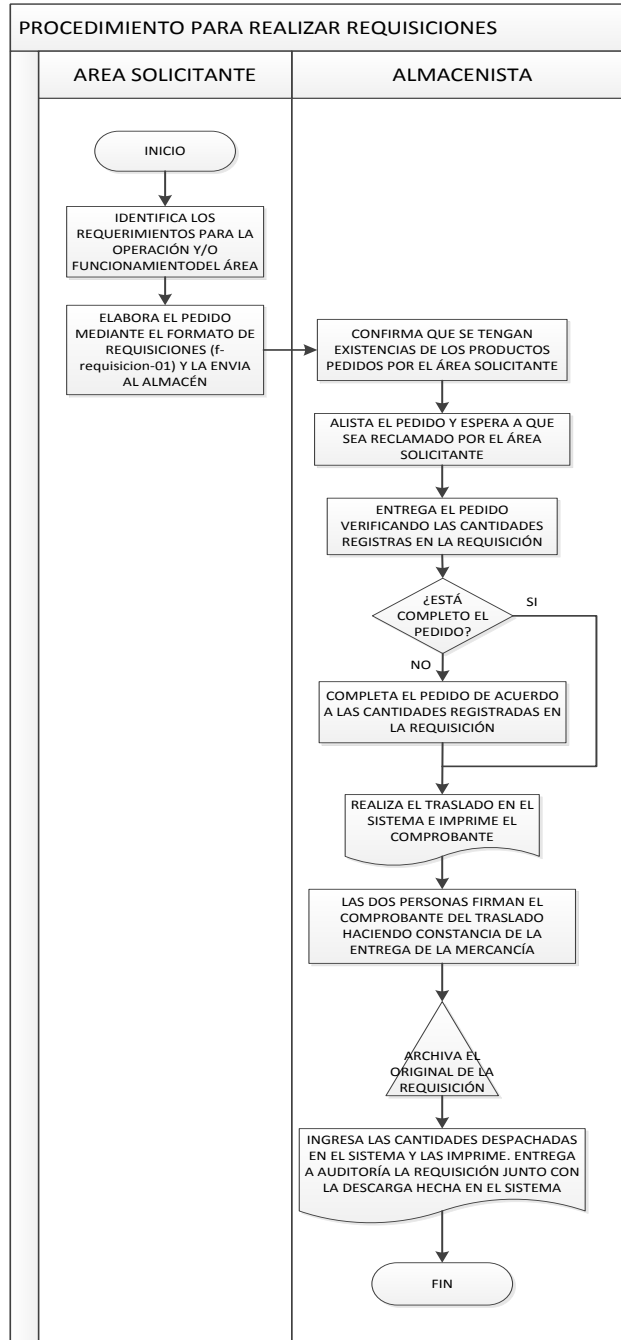 PROCEDIMIENTO PARA REALIZAR REQUISICIONES
AREA SOLICITANTE
ALMACENISTA
INICIO
IDENTIFICA LOS
REQUERIMIENTOS PARA LA
OPERACIÓN Y/O
FUNCIONAMIENTODEL ÁREA
ELABORA EL PEDIDO
MEDIANTE EL FORMATO DE
REQUISICIONES (f-
requisicion-01) Y LA ENVIA
AL ALMACÉN
CONFIRMA QUE SE TENGAN
EXISTENCIAS DE LOS PRODUCTOS
PEDIDOS POR EL ÁREA SOLICITANTE
ALISTA EL PEDIDO Y ESPERA A QUE
SEA RECLAMADO POR EL ÁREA
SOLICITANTE
ENTREGA EL PEDIDO
VERIFICANDO LAS CANTIDADES
REGISTRAS EN LA REQUISICIÓN
¿ESTÁ
COMPLETO EL
PEDIDO?
SI
NO
COMPLETA EL PEDIDO DE ACUERDO
A LAS CANTIDADES REGISTRADAS EN
LA REQUISICIÓN
REALIZA EL TRASLADO EN EL
SISTEMA E IMPRIME EL
COMPROBANTE
LAS DOS PERSONAS FIRMAN EL
COMPROBANTE DEL TRASLADO
HACIENDO CONSTANCIA DE LA
ENTREGA DE LA MERCANCÍA
ARCHIVA EL
ORIGINAL DE LA
REQUISICIÓN
INGRESA LAS CANTIDADES DESPACHADAS
EN EL SISTEMA Y LAS IMPRIME. ENTREGA
A AUDITORÍA LA REQUISICIÓN JUNTO CON
LA DESCARGA HECHA EN EL SISTEMA
FIN